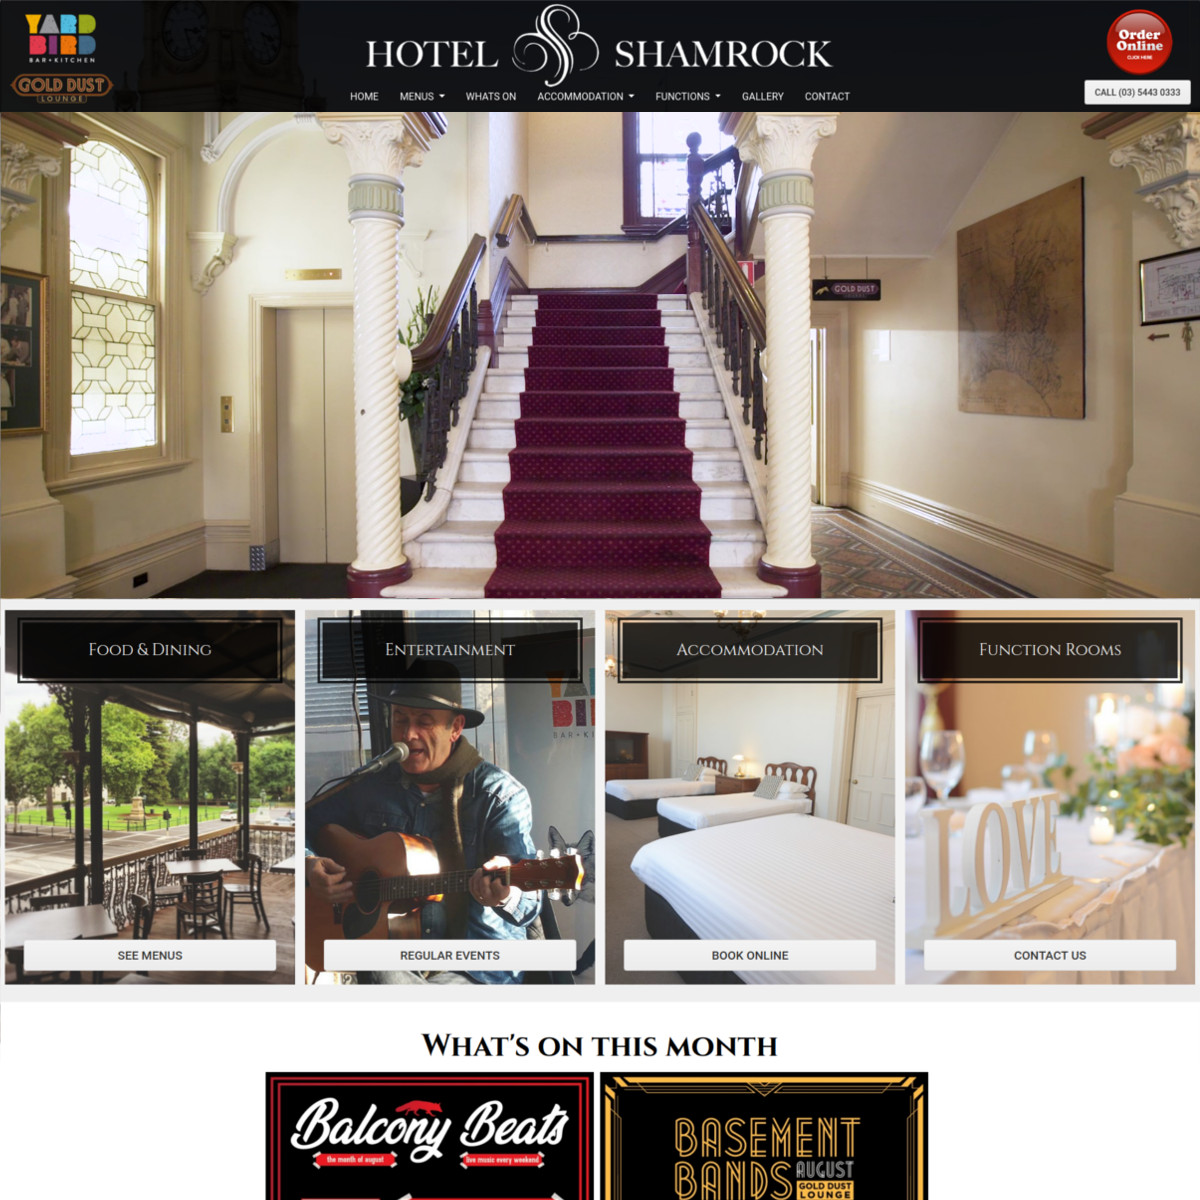 YARD
BIRD
BAR • KITCHEN
GOLD DUST
LOUNGE
HOTEL SHAMROCK
Order
Online
CLICK HERE
CALL (03) 5443 0333
HOME MENUS WHATS ON ACCOMMODATION FUNCTIONS GALLERY CONTACT
GOLD DUST
Food & Dining
Entertainment
Accommodation
Function Rooms
YARD
BIRD
LOVE
SEE MENUS
REGULAR EVENTS
BOOK ONLINE
CONTACT US
What's on this month
Balcony Beats
the month of august
live music every weekend
BASEMENT
BANDS AUGUST
GOLD DUST
LOUNGE